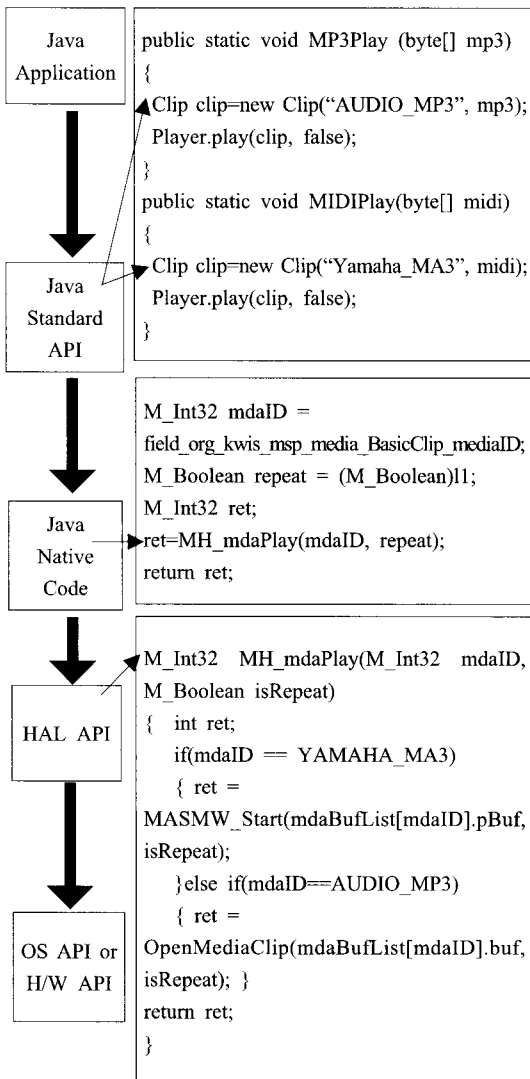 Java
Application
public static void MP3Play (byte[] mp3)
{
Clip clip=new Clip(“AUDIO_MP3”, mp3);
Player.play(clip, false);
}
public static void MIDIPlay(byte[] midi)
{
Clip clip=new Clip(“Yamaha_MA3”, midi);
Player.play(clip, false);
}
Java
Standard
API
M_Int32 mdaID =
field_org_kwis_msp_media_BasicClip_mediaID;
M_Boolean repeat = (M_Boolean)l1;
M_Int32 ret;
ret=MH_mdaPlay(mdaID, repeat);
return ret;
Java
Native
Code
M_Int32 MH_mdaPlay(M_Int32 mdaID,
M_Boolean isRepeat)
{ int ret;
if(mdaID == YAMAHA_MA3)
{ ret =
MASMW_Start(mdaBufList[mdaID].pBuf,
isRepeat);
}else if(mdaID==AUDIO_MP3)
{ ret =
OpenMediaClip(mdaBufList[mdaID].buf,
isRepeat); }
return ret;
}
HAL API
OS API or
H/W API